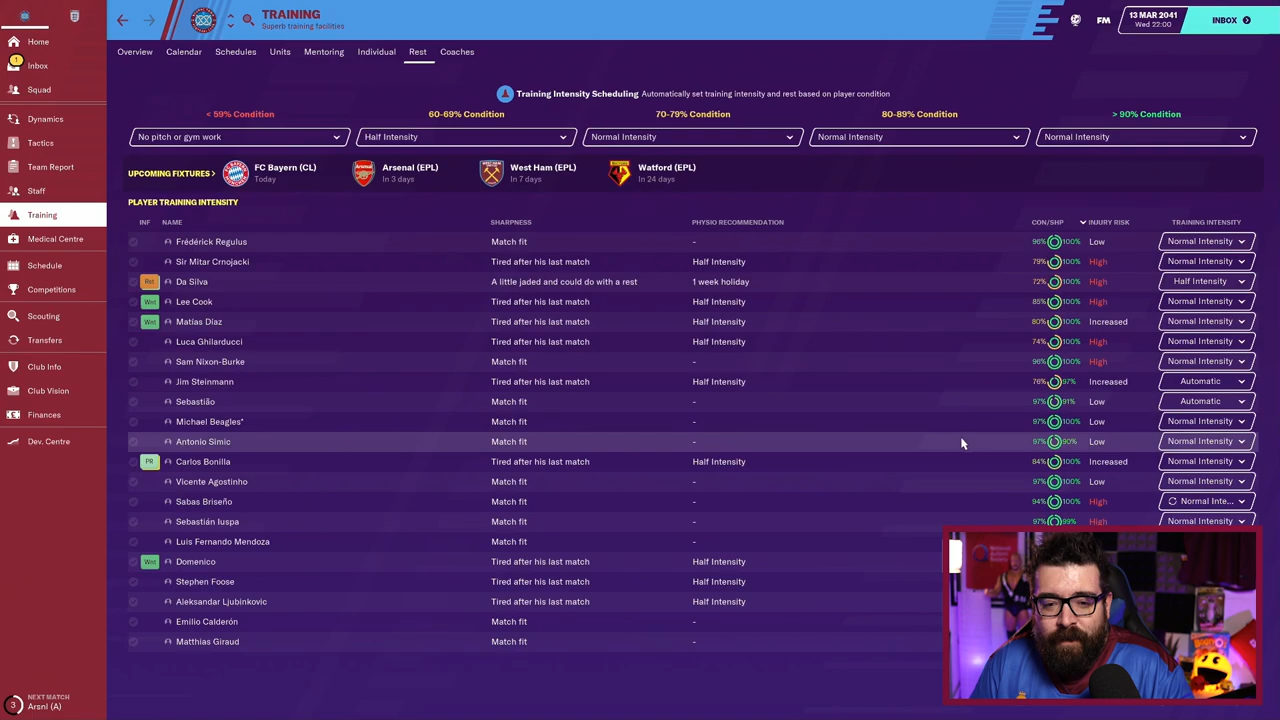 TRAINING
Superb training facilities
FM
13 MAR 2041
Wed 22:00
INBOX
Home
1
Inbox
Squad
Dynamics
Tactics
Team Report
Staff
Training
Medical Centre
Schedule
Competitions
Scouting
Transfers
Club Info
Club Vision
Finances
Dev. Centre
3
NEXT MATCH
Arsnl (A)
Overview Calendar Schedules Units Mentoring Individual Rest Coaches
Training Intensity Scheduling Automatically set training intensity and rest based on player condition
< 59% Condition 60-69% Condition 70-79% Condition 80-89% Condition > 90% Condition
No pitch or gym work Half Intensity Normal Intensity Normal Intensity Normal Intensity
UPCOMING FIXTURES >
FC Bayern (CL) Arsenal (EPL) West Ham (EPL) Watford (EPL)
Today In 3 days In 7 days In 24 days
PLAYER TRAINING INTENSITY
INF NAME SHARPNESS PHYSIO RECOMMENDATION CON/SHP INJURY RISK TRAINING INTENSITY
Frédérick Regulus Match fit - 96% 100% Low Normal Intensity
Sir Mitar Crnojacki Tired after his last match Half Intensity 79% 100% High Normal Intensity
Rst Da Silva A little jaded and could do with a rest 1 week holiday 72% 100% High Half Intensity
Wnt Lee Cook Tired after his last match Half Intensity 85% 100% High Normal Intensity
Wnt Matías Díaz Tired after his last match Half Intensity 80% 100% Increased Normal Intensity
Luca Ghilarducci Tired after his last match Half Intensity 74% 100% High Normal Intensity
Sam Nixon-Burke Match fit - 96% 100% High Normal Intensity
Jim Steinmann Tired after his last match Half Intensity 76% 97% Increased Automatic
Sebastião Match fit - 97% 91% Low Automatic
Michael Beagles* Match fit - 97% 100% Low Normal Intensity
Antonio Simic Match fit - 97% 90% Low Normal Intensity
PR Carlos Bonilla Tired after his last match Half Intensity 84% 100% Increased Normal Intensity
Vicente Agostinho Match fit - 97% 100% Low Normal Intensity
Sabas Briseño Match fit - 94% 100% High Normal Inte...
Sebastián Iuspa Match fit - 97% 99% High Normal Intensity
Luis Fernando Mendoza Match fit -
Wnt Domenico Tired after his last match Half Intensity
Stephen Foose Tired after his last match Half Intensity
Aleksandar Ljubinkovic Tired after his last match Half Intensity
Emilio Calderón Match fit -
Matthias Giraud Match fit -